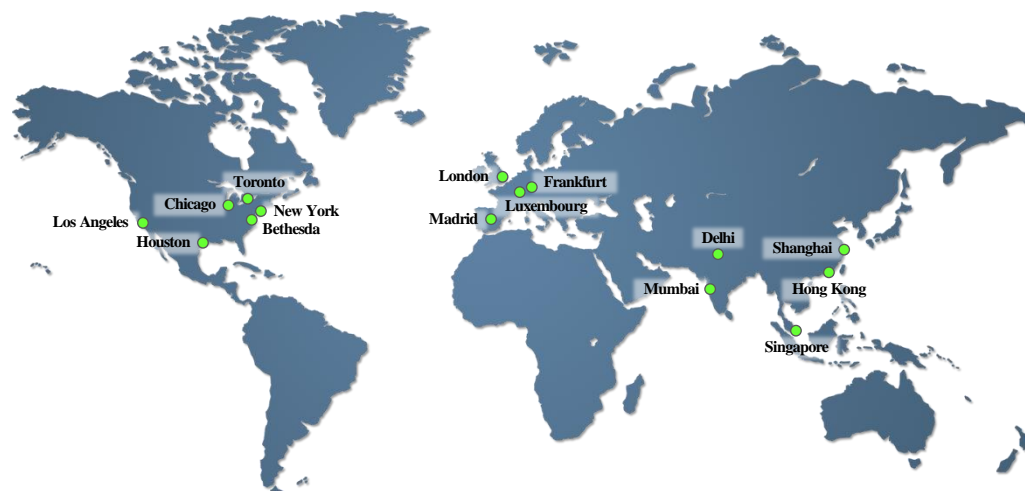 Toronto
Chicago
New York
Los Angeles
Bethesda
Houston
London
Frankfurt
Luxembourg
Madrid
Delhi
Shanghai
Mumbai
Hong Kong
Singapore